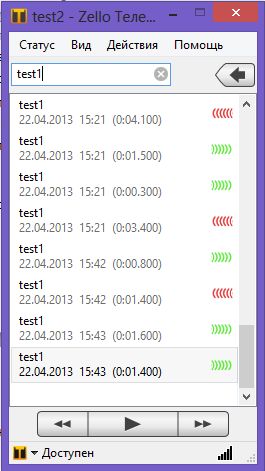 test2 - Zello Теле...
Статус Вид Действия Помощь
test1
test1
22.04.2013 15:21 (0:04.100)
test1
22.04.2013 15:21 (0:01.500)
test1
22.04.2013 15:21 (0:00.300)
test1
22.04.2013 15:21 (0:03.400)
test1
22.04.2013 15:42 (0:00.800)
test1
22.04.2013 15:42 (0:01.400)
test1
22.04.2013 15:43 (0:01.600)
test1
22.04.2013 15:43 (0:01.400)
Доступен